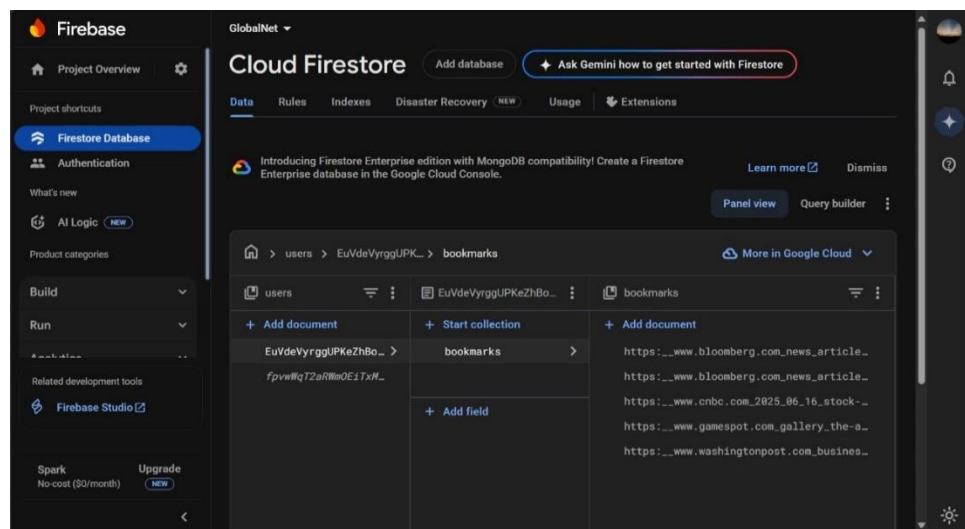 Firebase
Project Overview
Project shortcuts
Firestore Database
Authentication
What's new
AI Logic NEW
Product categories
Build
Run
Analytics
Related development tools
Firebase Studio
Spark
No-cost ($0/month)
Upgrade
NEW
GlobalNet
Cloud Firestore
Add database
Ask Gemini how to get started with Firestore
Data Rules Indexes Disaster Recovery NEW Usage Extensions
Introducing Firestore Enterprise edition with MongoDB compatibility! Create a Firestore
Enterprise database in the Google Cloud Console.
Learn more Dismiss
Panel view Query builder
> users > EuVdeVyrggUPK… > bookmarks
More in Google Cloud
users
+ Add document
EuVdeVyrggUPKeZhBo… >
fpvwWqT2aRWmOEiTxM…
EuVdeVyrggUPKeZhBo…
+ Start collection
bookmarks >
+ Add field
bookmarks
+ Add document
https:__www.bloomberg.com_news_article…
https:__www.bloomberg.com_news_article…
https:__www.cnbc.com_2025_06_16_stock-…
https:__www.gamespot.com_gallery_the-a…
https:__www.washingtonpost.com_busines…